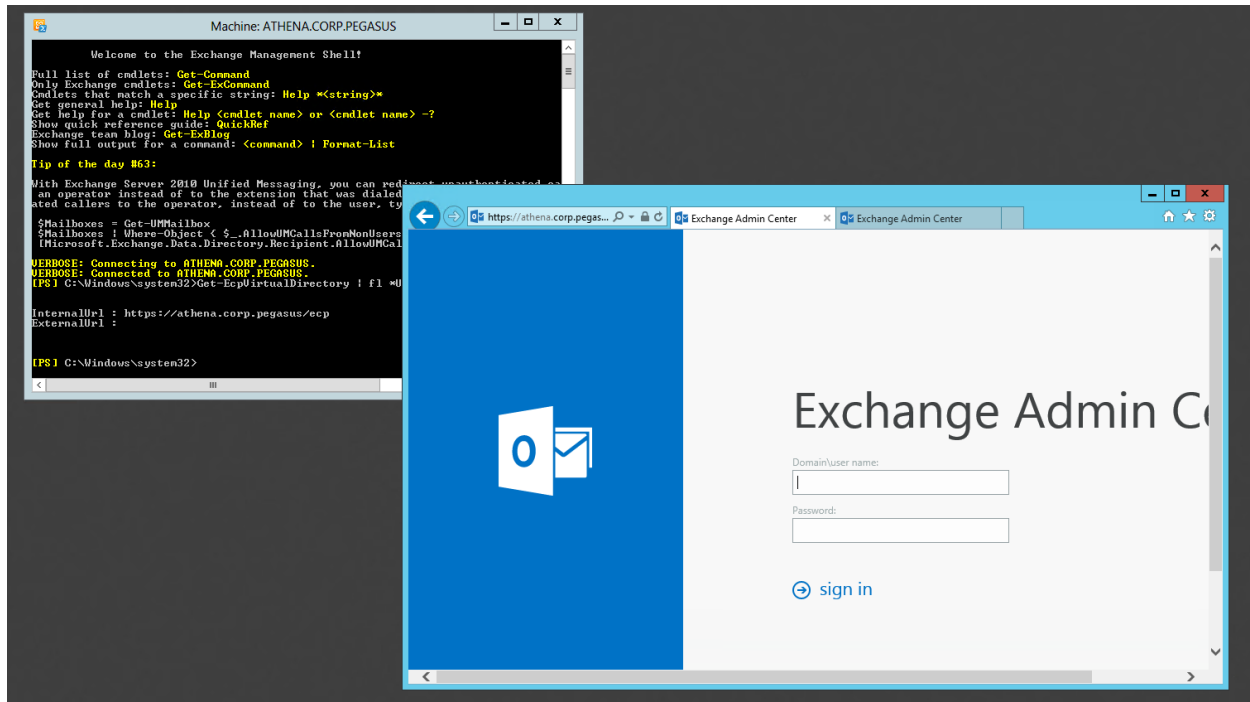 Machine: ATHENA.CORP.PEGASUS
Welcome to the Exchange Management Shell!
Full list of cmdlets: Get-Command
Only Exchange cmdlets: Get-ExCommand
Cmdlets that match a specific string: Help *<string>*
Get general help: Help
Get help for a cmdlet: Help <cmdlet name> or <cmdlet name> -?
Show quick reference guide: QuickRef
Exchange team blog: Get-ExBlog
Show full output for a command: <command> | Format-List
Tip of the day #63:
With Exchange Server 2010 Unified Messaging, you can redirect unauthenticated ca
an operator instead of to the extension that was dialed
ated callers to the operator, instead of to the user, ty
$Mailboxes = Get-UMMailbox
$Mailboxes | Where-Object { $_.AllowUMCallsFromNonUsers
[Microsoft.Exchange.Data.Directory.Recipient.AllowUMCal
VERBOSE: Connecting to ATHENA.CORP.PEGASUS.
VERBOSE: Connected to ATHENA.CORP.PEGASUS.
[PS] C:\Windows\system32>Get-EcpVirtualDirectory | fl *U
InternalUrl : https://athena.corp.pegasus/ecp
ExternalUrl :
[PS] C:\Windows\system32>
https://athena.corp.pegas...
Exchange Admin Center
Exchange Admin Center
Exchange Admin Ce
Domain\user name:
Password:
sign in